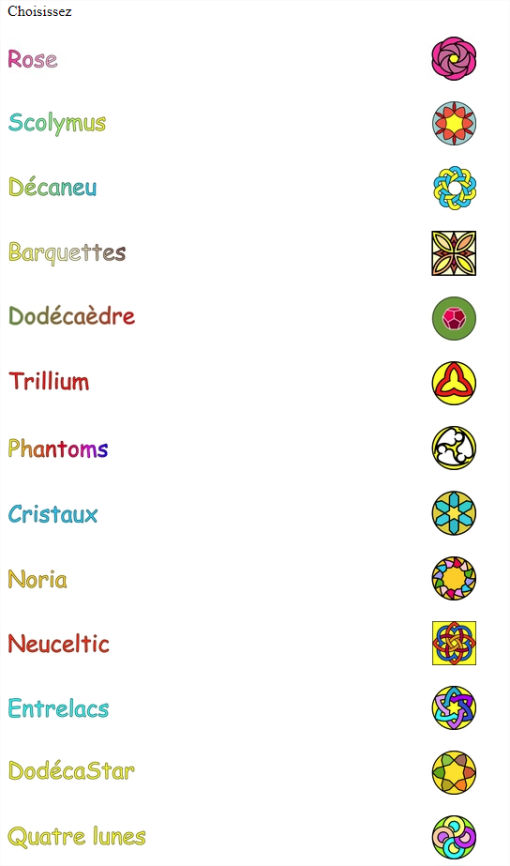 Choisissez
Rose
Scolymus
Décaneu
Barquettes
Dodécaèdre
Trillium
Phantoms
Cristaux
Noria
Neuceltic
Entrelacs
DodécaStar
Quatre lunes